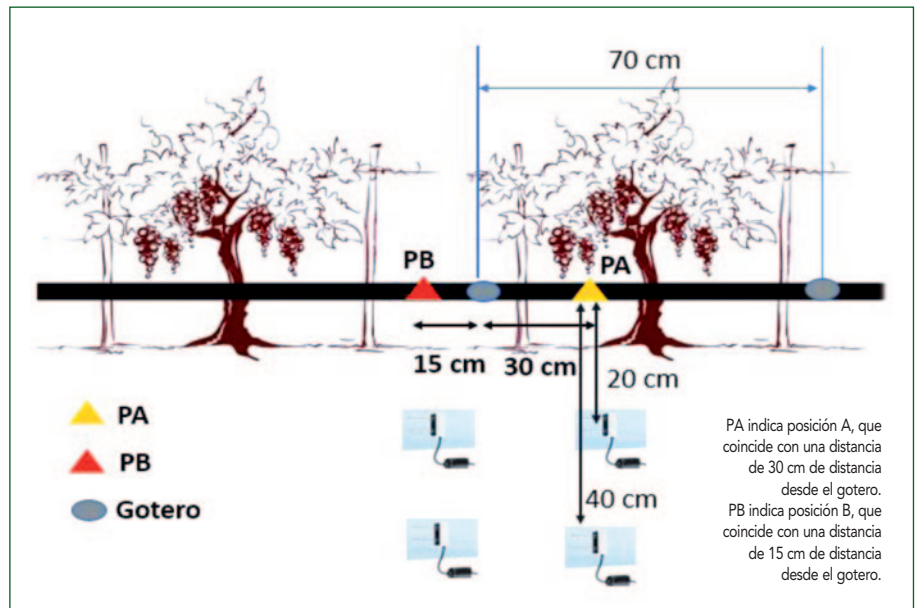 70 cm
PB
PA
15 cm
30 cm
20 cm
PA
PB
Gotero
40 cm
PA indica posición A, que
coincide con una distancia
de 30 cm de distancia
desde el gotero.
PB indica posición B, que
coincide con una distancia
de 15 cm de distancia
desde el gotero.